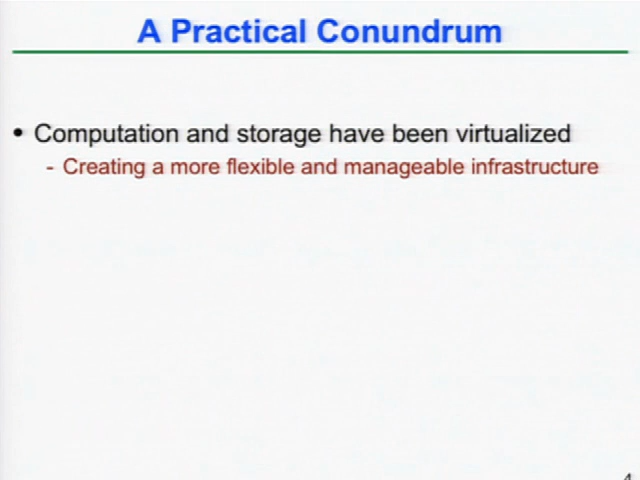 A Practical Conundrum
• Computation and storage have been virtualized
- Creating a more flexible and manageable infrastructure
4